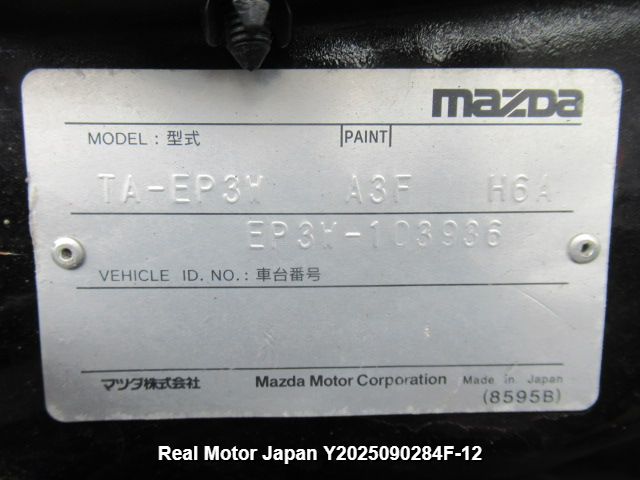 mazda
MODEL : 型式 PAINT
TA-EP3W A3F H6A
EP3W-103936
VEHICLE ID. NO. : 車台番号
マツダ株式会社 Mazda Motor Corporation Made in Japan
(8595B)
Real Motor Japan Y2025090284F-12